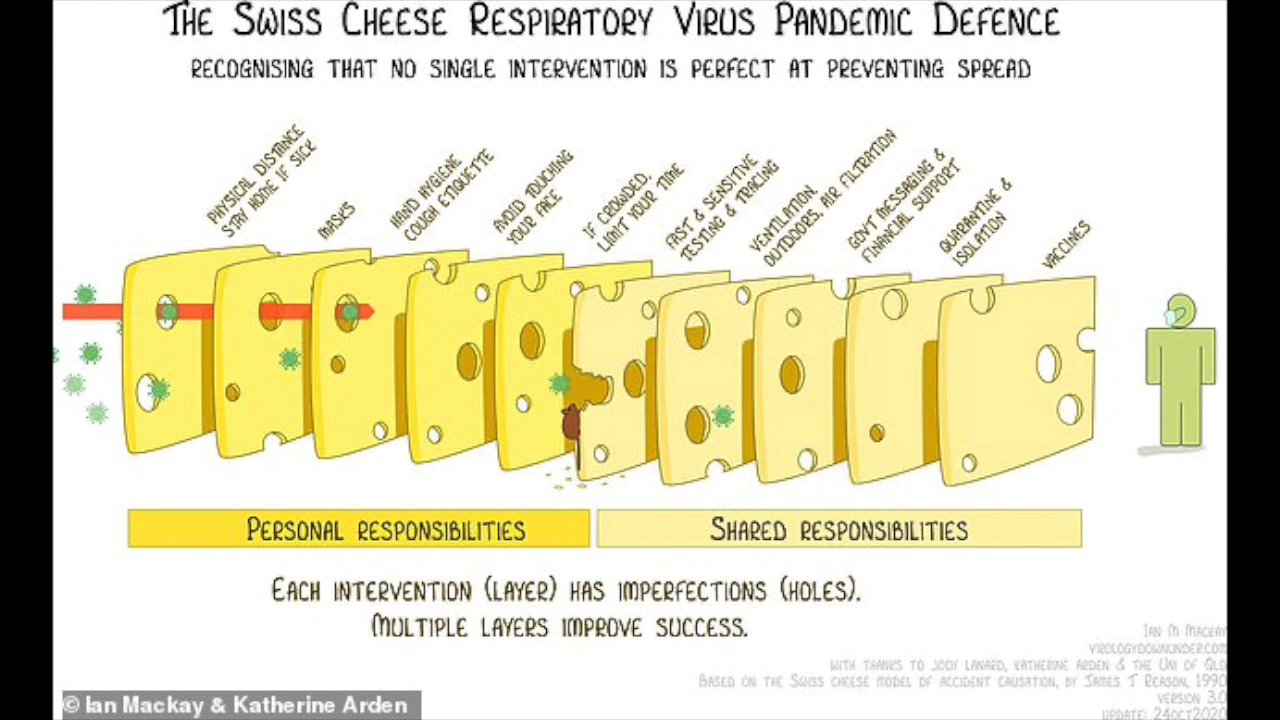 The Swiss Cheese Respiratory Virus Pandemic Defence
Recognising that no single intervention is perfect at preventing spread
Physical distance
Stay home if sick
Masks
Hand hygiene
Cough etiquette
Avoid touching
your face
If crowded,
limit your time
Fast & sensitive
testing & tracing
Ventilation,
outdoors, air filtration
Govt messaging &
financial support
Quarantine &
isolation
Vaccines
Personal responsibilities
Shared responsibilities
Each intervention (layer) has imperfections (holes).
Multiple layers improve success.
Ian M Mackay
virologydownunder.com
With thanks to Jody Lanard, Katherine Arden & the Uni of Qld
Based on the Swiss cheese model of accident causation, by James T Reason, 1990
Version 3.0
Update: 24Oct2020
© Ian Mackay & Katherine Arden